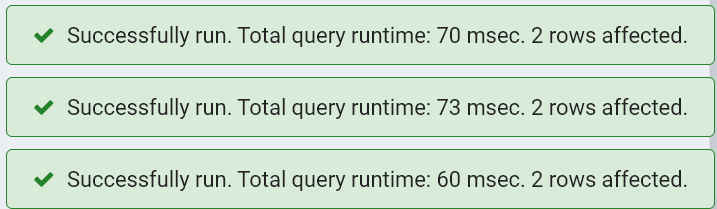 Successfully run. Total query runtime: 70 msec. 2 rows affected.
Successfully run. Total query runtime: 73 msec. 2 rows affected.
Successfully run. Total query runtime: 60 msec. 2 rows affected.